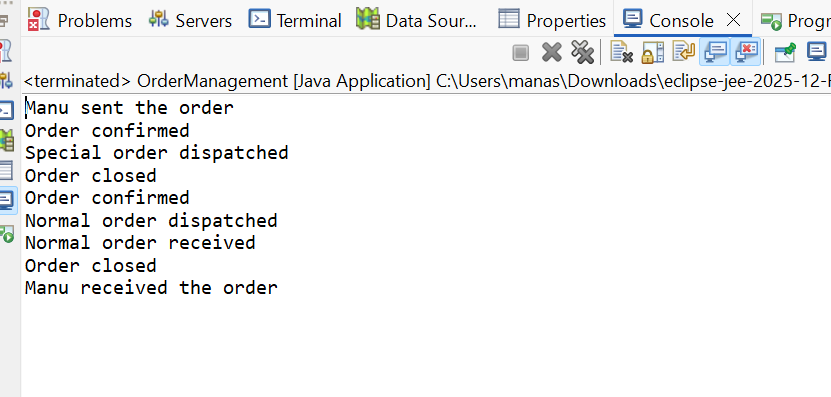 Problems Servers Terminal Data Sour... Properties Console Progr
<terminated> OrderManagement [Java Application] C:\Users\manas\Downloads\eclipse-jee-2025-12-
Manu sent the order
Order confirmed
Special order dispatched
Order closed
Order confirmed
Normal order dispatched
Normal order received
Order closed
Manu received the order